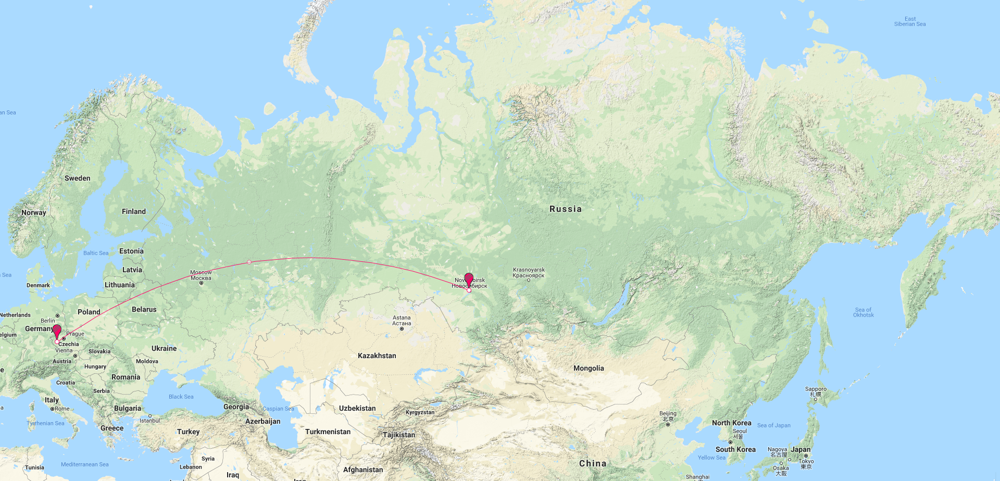 East
Siberian Sea
an Sea
Sweden
Norway
Finland
Russia
Baltic Sea
Estonia
Latvia
n Sea
Moscow
Москва
Krasnoyarsk
Красноярск
Denmark
Lithuania
Новосибирск
Netherlands
Poland
Belarus
Berlin
Astana
Астана
Sea of
Okhotsk
Germany
elgium
Prague
Czechia
Vienna
Slovakia
Ukraine
Kazakhstan
Austria
Moldova
Hungary
Mongolia
e
Romania
Croatia
Serbia
Sapporo
札幌
Black Sea
Italy
Rome
Bulgaria
Georgia
Caspian Sea
Uzbekistan
Kyrgyzstan
a
Istanbul
Beijing
北京
Tyrrhenian Sea
Greece
Azerbaijan
North Korea
Sea of Japan
Turkey
Turkmenistan
Tajikistan
Seoul
서울
South Korea
Nagoya
名古屋
Japan
Syria
Yellow Sea
Tokyo
東京
Mediterranean Sea
China
Tunisia
Lebanon
Afghanistan
Osaka
大阪
Iraq
Iran
Shanghai